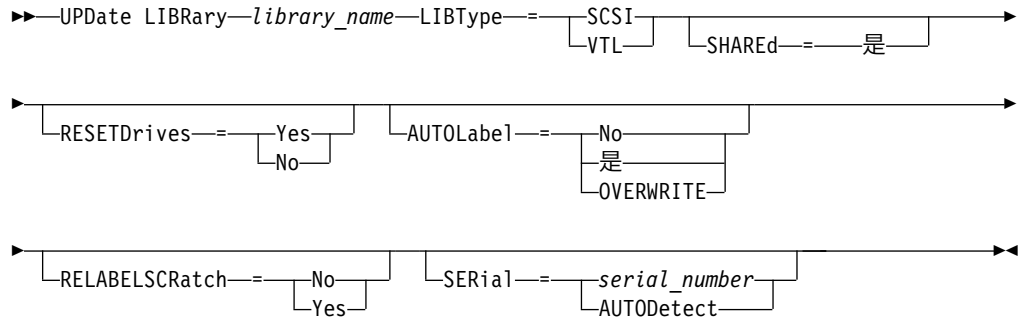 UPDate LIBRary library_name LIBType = SCSI
VTL
SHAREd = 是
RESETDrives = Yes
No
AUTOLabel = No
是
OVERWRITE
RELABELSCRatch = No
Yes
SERial = serial_number
AUTODetect